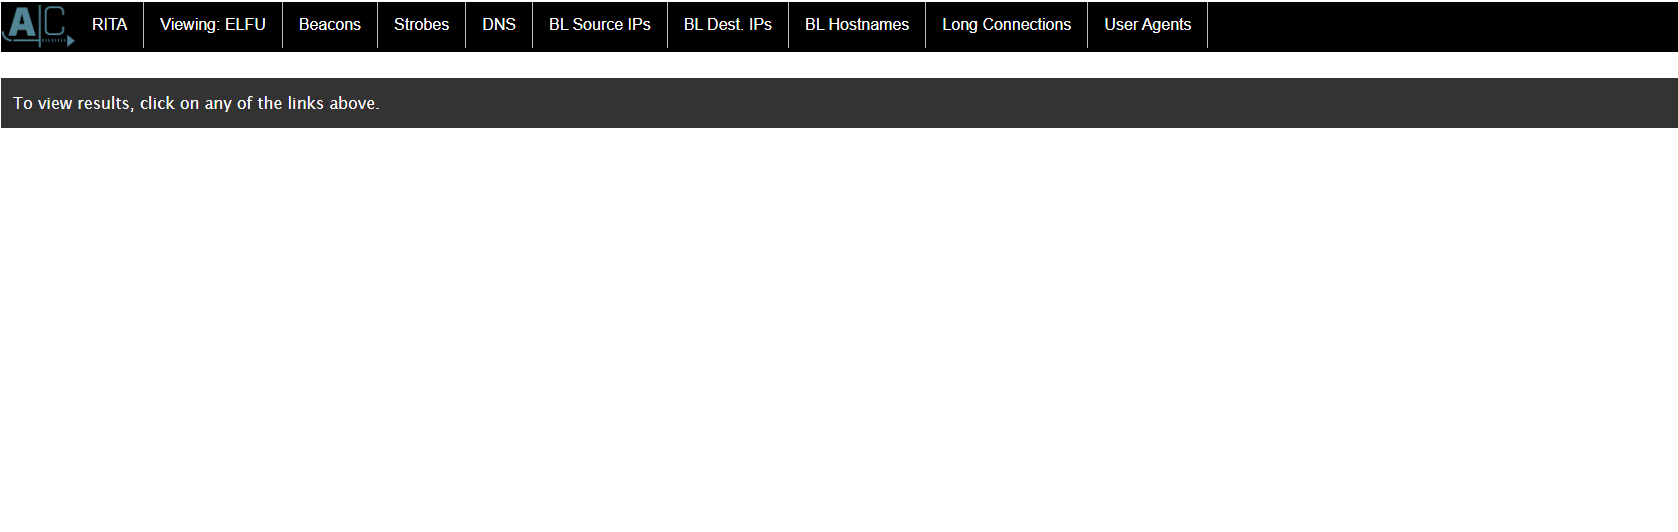 AC RITA Viewing: ELFU Beacons Strobes DNS BL Source IPs BL Dest. IPs BL Hostnames Long Connections User Agents
To view results, click on any of the links above.